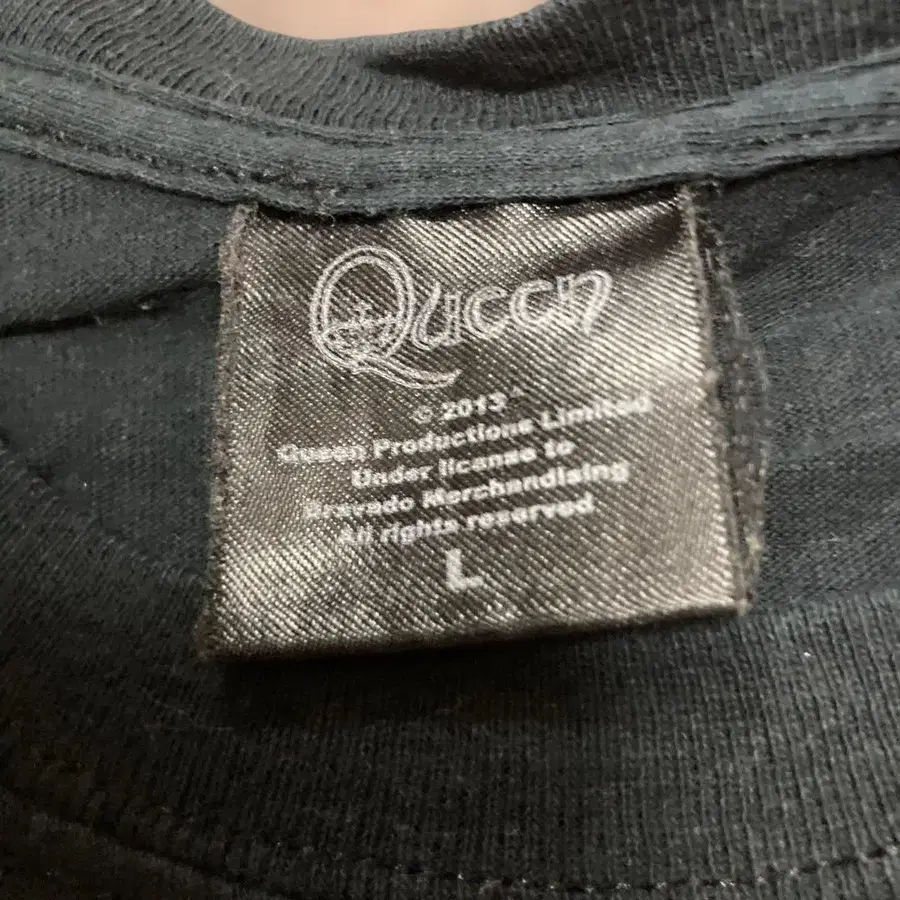 Queen
© 2013
Queen Productions Limited
Under license to
Bravado Merchandising
All rights reserved
L